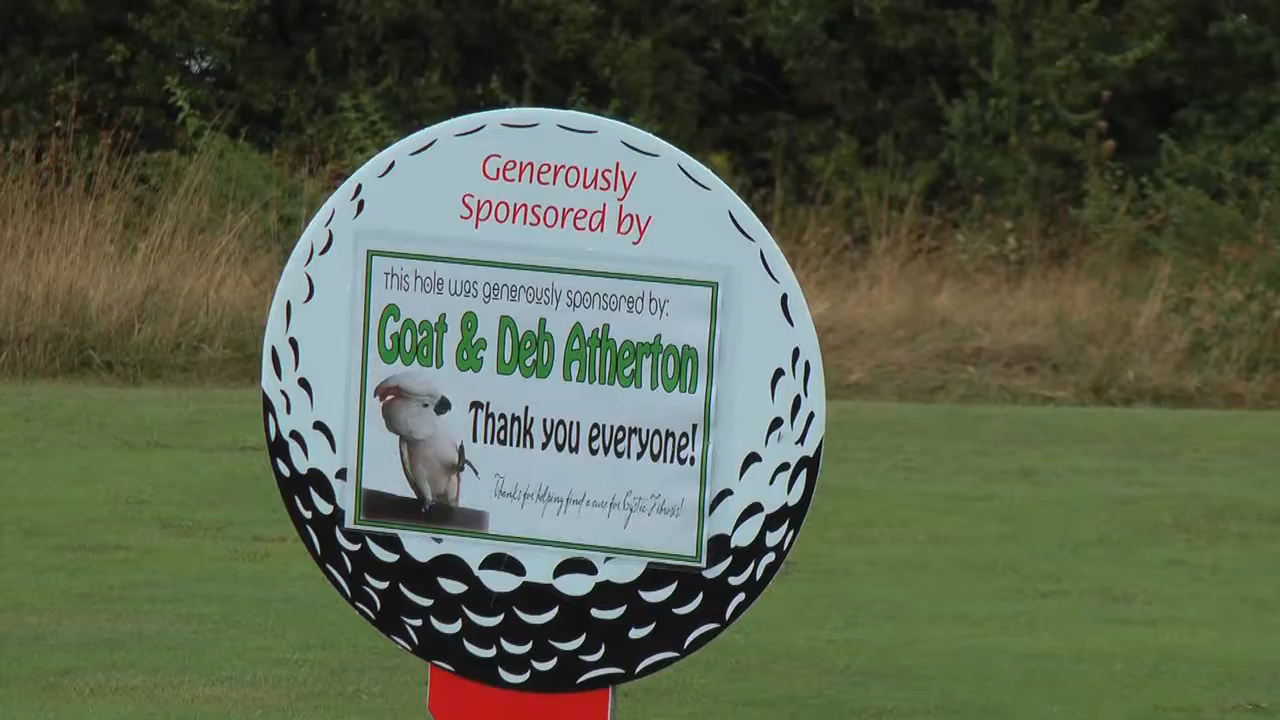 Generously
Sponsored by
This hole was generously sponsored by:
Goat & Deb Atherton
Thank you everyone!
Thanks for helping find a cure for Cystic Fibrosis!